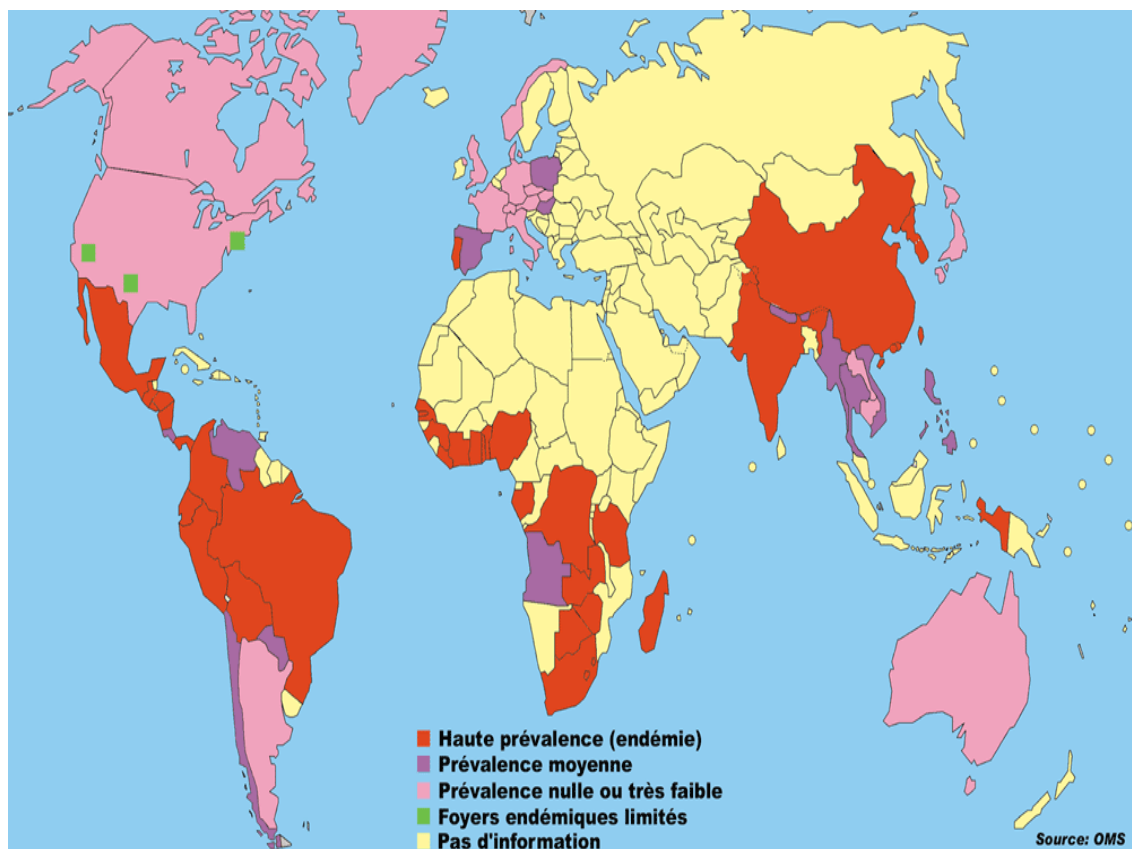 Haute prévalence (endémie)
Prévalence moyenne
Prévalence nulle ou très faible
Foyers endémiques limités
Pas d'information
Source: OMS